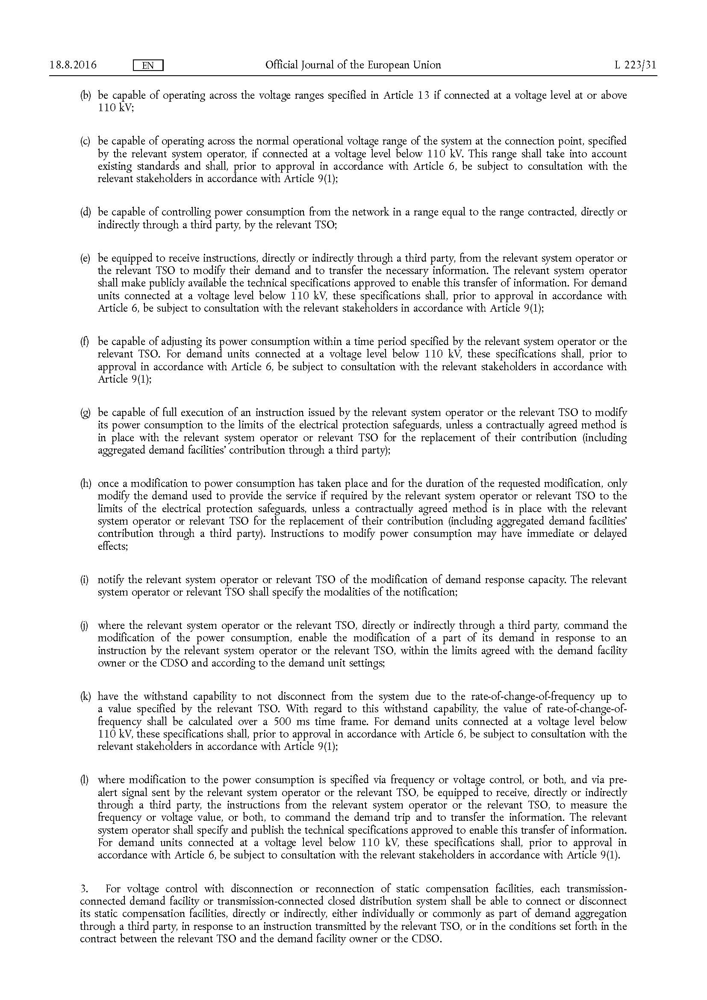 18.8.2016 EN Official Journal of the European Union L 223/31
(b) be capable of operating across the voltage ranges specified in Article 13 if connected at a voltage level at or above
110 kV;
(c) be capable of operating across the normal operational voltage range of the system at the connection point, specified
by the relevant system operator, if connected at a voltage level below 110 kV. This range shall take into account
existing standards and shall, prior to approval in accordance with Article 6, be subject to consultation with the
relevant stakeholders in accordance with Article 9(1);
(d) be capable of controlling power consumption from the network in a range equal to the range contracted, directly or
indirectly through a third party, by the relevant TSO;
(e) be equipped to receive instructions, directly or indirectly through a third party, from the relevant system operator or
the relevant TSO to modify their demand and to transfer the necessary information. The relevant system operator
shall make publicly available the technical specifications approved to enable this transfer of information. For demand
units connected at a voltage level below 110 kV, these specifications shall, prior to approval in accordance with
Article 6, be subject to consultation with the relevant stakeholders in accordance with Article 9(1);
(f) be capable of adjusting its power consumption within a time period specified by the relevant system operator or the
relevant TSO. For demand units connected at a voltage level below 110 kV, these specifications shall, prior to
approval in accordance with Article 6, be subject to consultation with the relevant stakeholders in accordance with
Article 9(1);
(g) be capable of full execution of an instruction issued by the relevant system operator or the relevant TSO to modify
its power consumption to the limits of the electrical protection safeguards, unless a contractually agreed method is
in place with the relevant system operator or relevant TSO for the replacement of their contribution (including
aggregated demand facilities' contribution through a third party);
(h) once a modification to power consumption has taken place and for the duration of the requested modification, only
modify the demand used to provide the service if required by the relevant system operator or relevant TSO to the
limits of the electrical protection safeguards, unless a contractually agreed method is in place with the relevant
system operator or relevant TSO for the replacement of their contribution (including aggregated demand facilities'
contribution through a third party). Instructions to modify power consumption may have immediate or delayed
effects;
(i) notify the relevant system operator or relevant TSO of the modification of demand response capacity. The relevant
system operator or relevant TSO shall specify the modalities of the notification;
(j) where the relevant system operator or the relevant TSO, directly or indirectly through a third party, command the
modification of the power consumption, enable the modification of a part of its demand in response to an
instruction by the relevant system operator or the relevant TSO, within the limits agreed with the demand facility
owner or the CDSO and according to the demand unit settings;
(k) have the withstand capability to not disconnect from the system due to the rate-of-change-of-frequency up to
a value specified by the relevant TSO. With regard to this withstand capability, the value of rate-of-change-of-
frequency shall be calculated over a 500 ms time frame. For demand units connected at a voltage level below
110 kV, these specifications shall, prior to approval in accordance with Article 6, be subject to consultation with the
relevant stakeholders in accordance with Article 9(1);
(l) where modification to the power consumption is specified via frequency or voltage control, or both, and via pre-
alert signal sent by the relevant system operator or the relevant TSO, be equipped to receive, directly or indirectly
through a third party, the instructions from the relevant system operator or the relevant TSO, to measure the
frequency or voltage value, or both, to command the demand trip and to transfer the information. The relevant
system operator shall specify and publish the technical specifications approved to enable this transfer of information.
For demand units connected at a voltage level below 110 kV, these specifications shall, prior to approval in
accordance with Article 6, be subject to consultation with the relevant stakeholders in accordance with Article 9(1).
3. For voltage control with disconnection or reconnection of static compensation facilities, each transmission-
connected demand facility or transmission-connected closed distribution system shall be able to connect or disconnect
its static compensation facilities, directly or indirectly, either individually or commonly as part of demand aggregation
through a third party, in response to an instruction transmitted by the relevant TSO, or in the conditions set forth in the
contract between the relevant TSO and the demand facility owner or the CDSO.